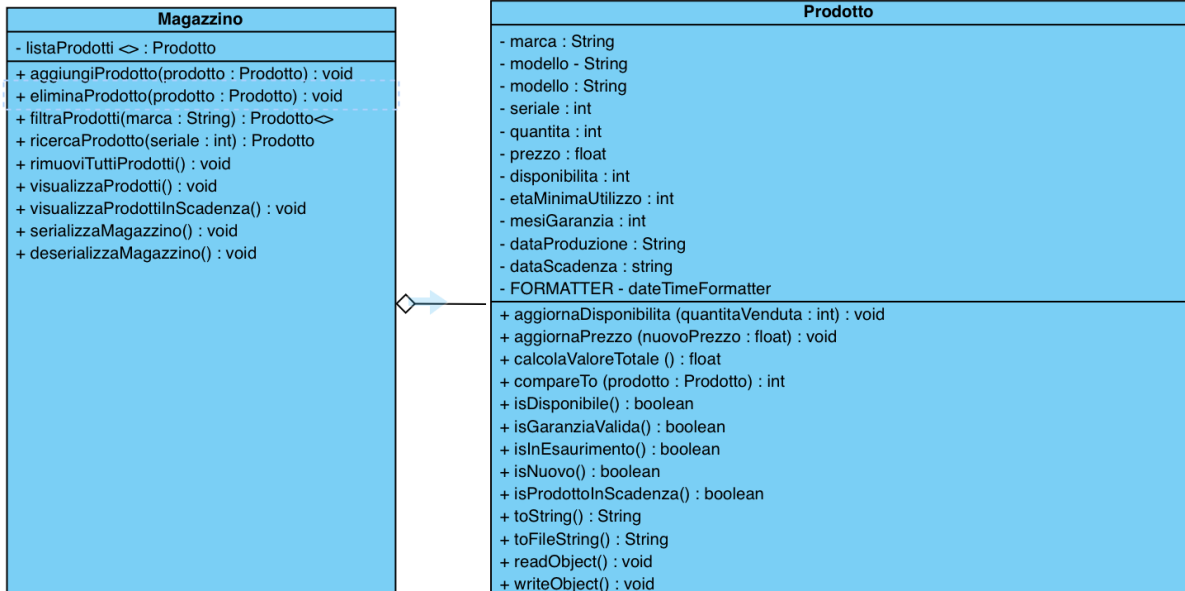 Magazzino
- listaProdotti <> : Prodotto
+ aggiungiProdotto(prodotto : Prodotto) : void
+ eliminaProdotto(prodotto : Prodotto) : void
+ filtraProdotti(marca : String) : Prodotto<>
+ ricercaProdotto(seriale : int) : Prodotto
+ rimuoviTuttiProdotti() : void
+ visualizzaProdotti() : void
+ visualizzaProdottiInScadenza() : void
+ serializzaMagazzino() : void
+ deserializzaMagazzino() : void
Prodotto
- marca : String
- modello - String
- modello : String
- seriale : int
- quantita : int
- prezzo : float
- disponibilita : int
- etaMinimaUtilizzo : int
- mesiGaranzia : int
- dataProduzione : String
- dataScadenza : string
- FORMATTER - dateTimeFormatter
+ aggiornaDisponibilita (quantitaVenduta : int) : void
+ aggiornaPrezzo (nuovoPrezzo : float) : void
+ calcolaValoreTotale () : float
+ compareTo (prodotto : Prodotto) : int
+ isDisponibile() : boolean
+ isGaranziaValida() : boolean
+ isInEsaurimento() : boolean
+ isNuovo() : boolean
+ isProdottoInScadenza() : boolean
+ toString() : String
+ toFileString() : String
+ readObject() : void
+ writeObject() : void